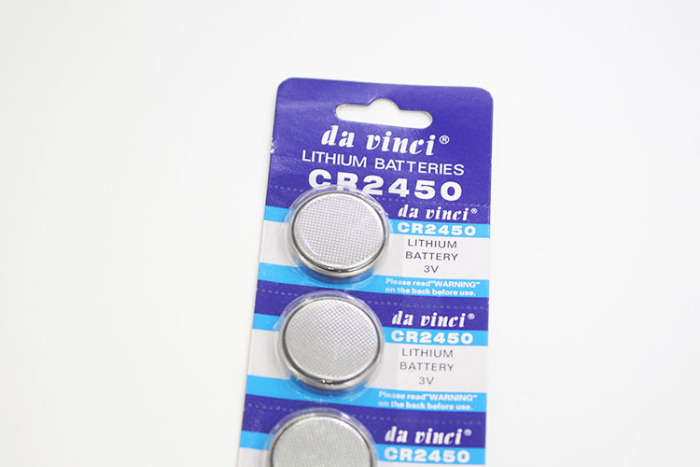 da vinci®
LITHIUM BATTERIES
CR2450
da vinci®
CR2450
LITHIUM
BATTERY
3V
Please read "WARNING"
on the back before use.
da vinci®
CR2450
LITHIUM
BATTERY
3V
Please read "WARNING"
on the back before use.
da vinci®
CR2450